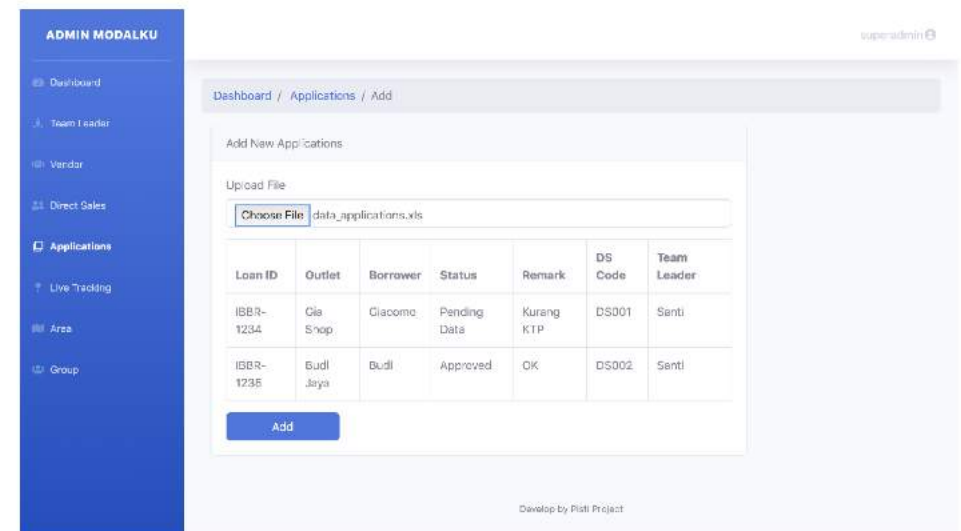 ADMIN MODALKU
superadmin
Dashboard
Team Leader
Vendor
Direct Sales
Applications
Live Tracking
Area
Group
Dashboard / Applications / Add
Add New Applications
Upload File
Choose File data_applications.xls
Loan ID Outlet Borrower Status Remark DS Code Team Leader
IBBR-1234 Gia Shop Giacomo Pending Data Kurang KTP DS001 Santi
IBBR-1235 Budi Jaya Budi Approved OK DS002 Santi
Add
Develop by Pisti Project